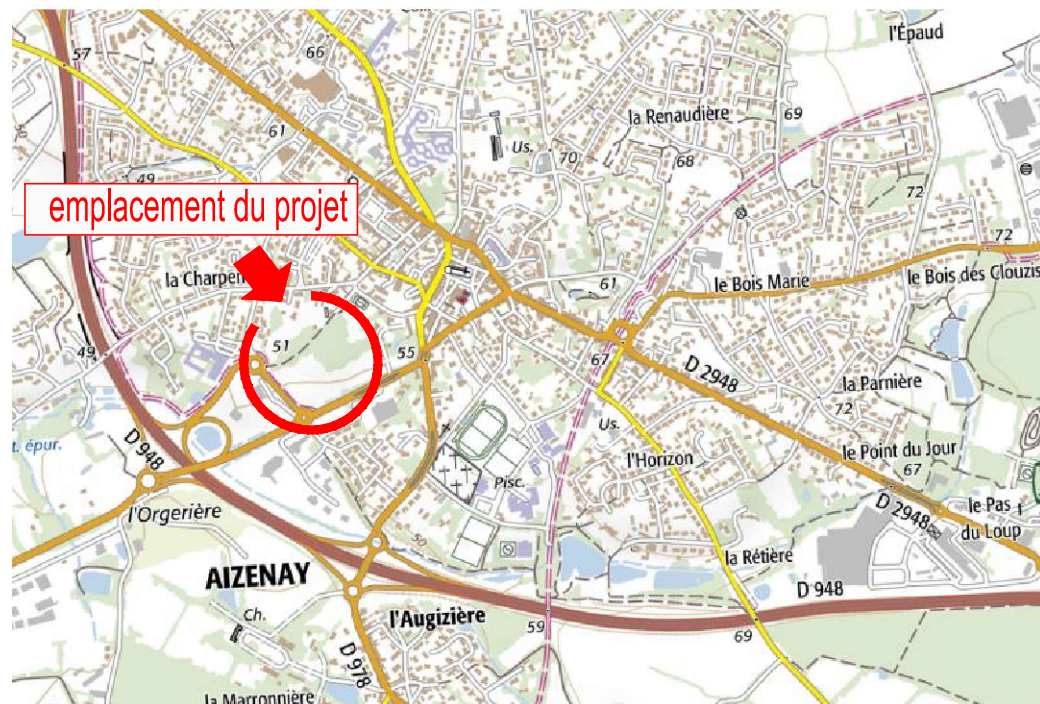 l'Épaud
57
66
la Renaudière
69
61
Us.
70
68
49
72
emplacement du projet
72
la Charpen
61
le Bois Marie
le Bois des Clouzis
51
55
49
67
D 2948
la Parnière
72
Us.
t. épur.
D 948
l'Horizon
le Point du Jour
Pisc.
67
l'Orgerière
50
D 2948
le Pas
du Loup
la Rétière
AIZENAY
D 948
Ch.
l'Augizière
59
69
D 978
la Marronnière